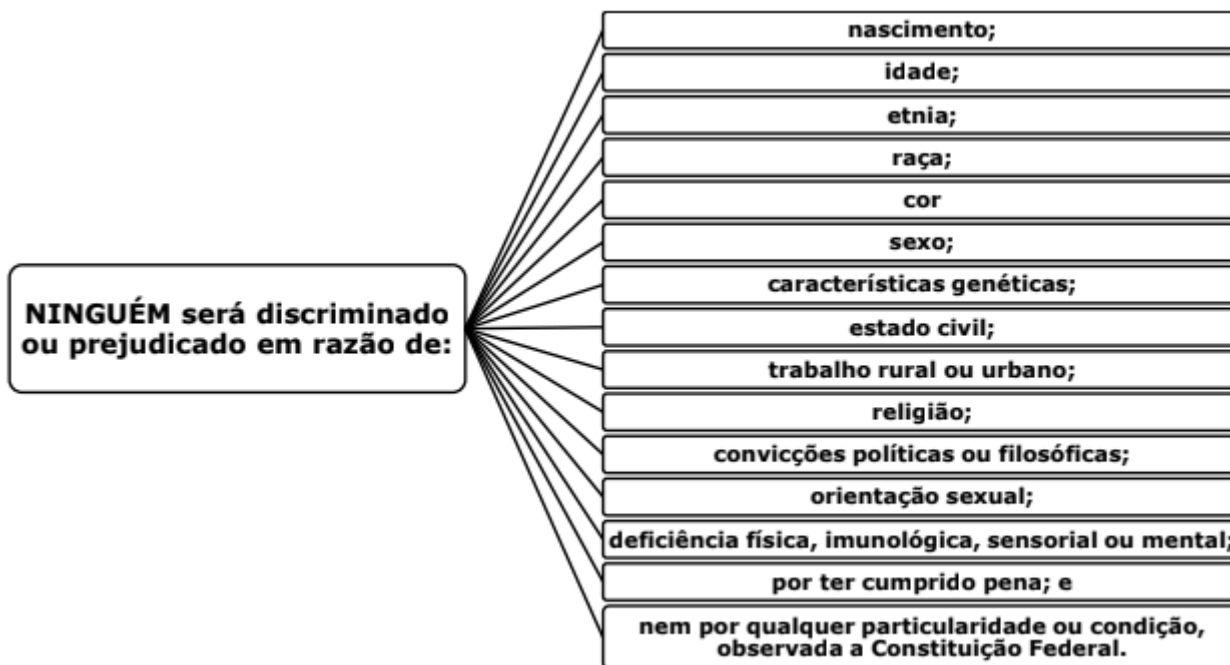 NINGUÉM será discriminado
ou prejudicado em razão de:
nascimento;
idade;
etnia;
raça;
cor
sexo;
características genéticas;
estado civil;
trabalho rural ou urbano;
religião;
convicções políticas ou filosóficas;
orientação sexual;
deficiência física, imunológica, sensorial ou mental;
por ter cumprido pena; e
nem por qualquer particularidade ou condição,
observada a Constituição Federal.